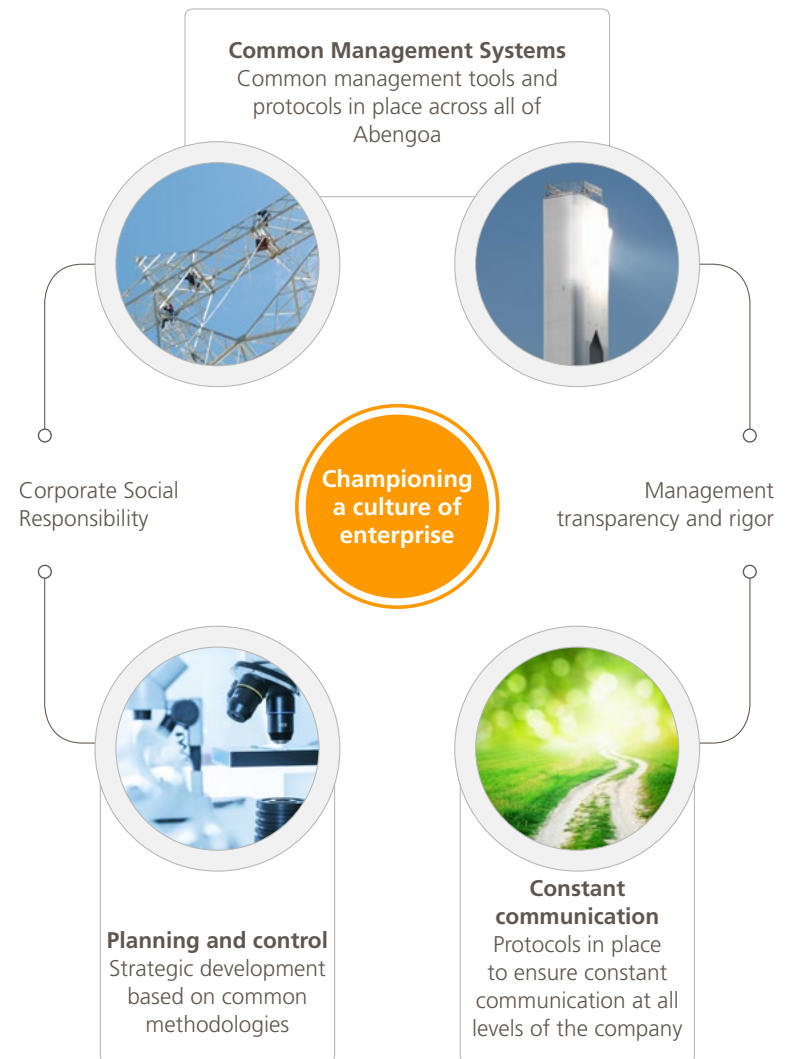 Common Management Systems
Common management tools and
protocols in place across all of
Abengoa
Corporate Social
Responsibility
Championing
a culture of
enterprise
Management
transparency and rigor
Planning and control
Strategic development
based on common
methodologies
Constant
communication
Protocols in place
to ensure constant
communication at all
levels of the company